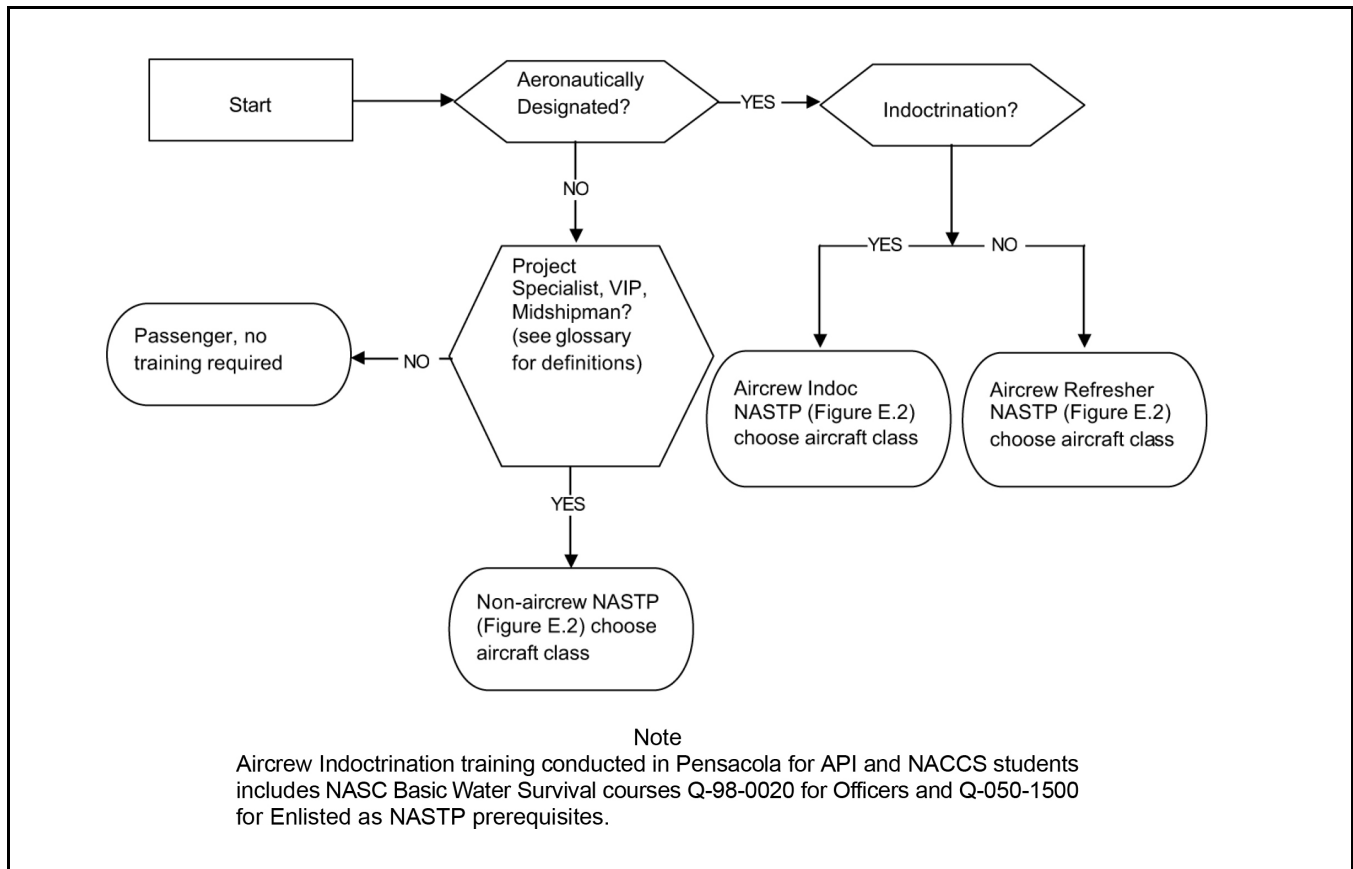 Start
Aeronautically
Designated?
YES
Indoctrination?
NO
YES
NO
Project
Specialist, VIP,
Midshipman?
(see glossary
for definitions)
NO
Passenger, no
training required
Aircrew Indoc
NASTP (Figure E.2)
choose aircraft class
Aircrew Refresher
NASTP (Figure E.2)
choose aircraft class
YES
Non-aircrew NASTP
(Figure E.2) choose
aircraft class
Note
Aircrew Indoctrination training conducted in Pensacola for API and NACCS students
includes NASC Basic Water Survival courses Q-98-0020 for Officers and Q-050-1500
for Enlisted as NASTP prerequisites.